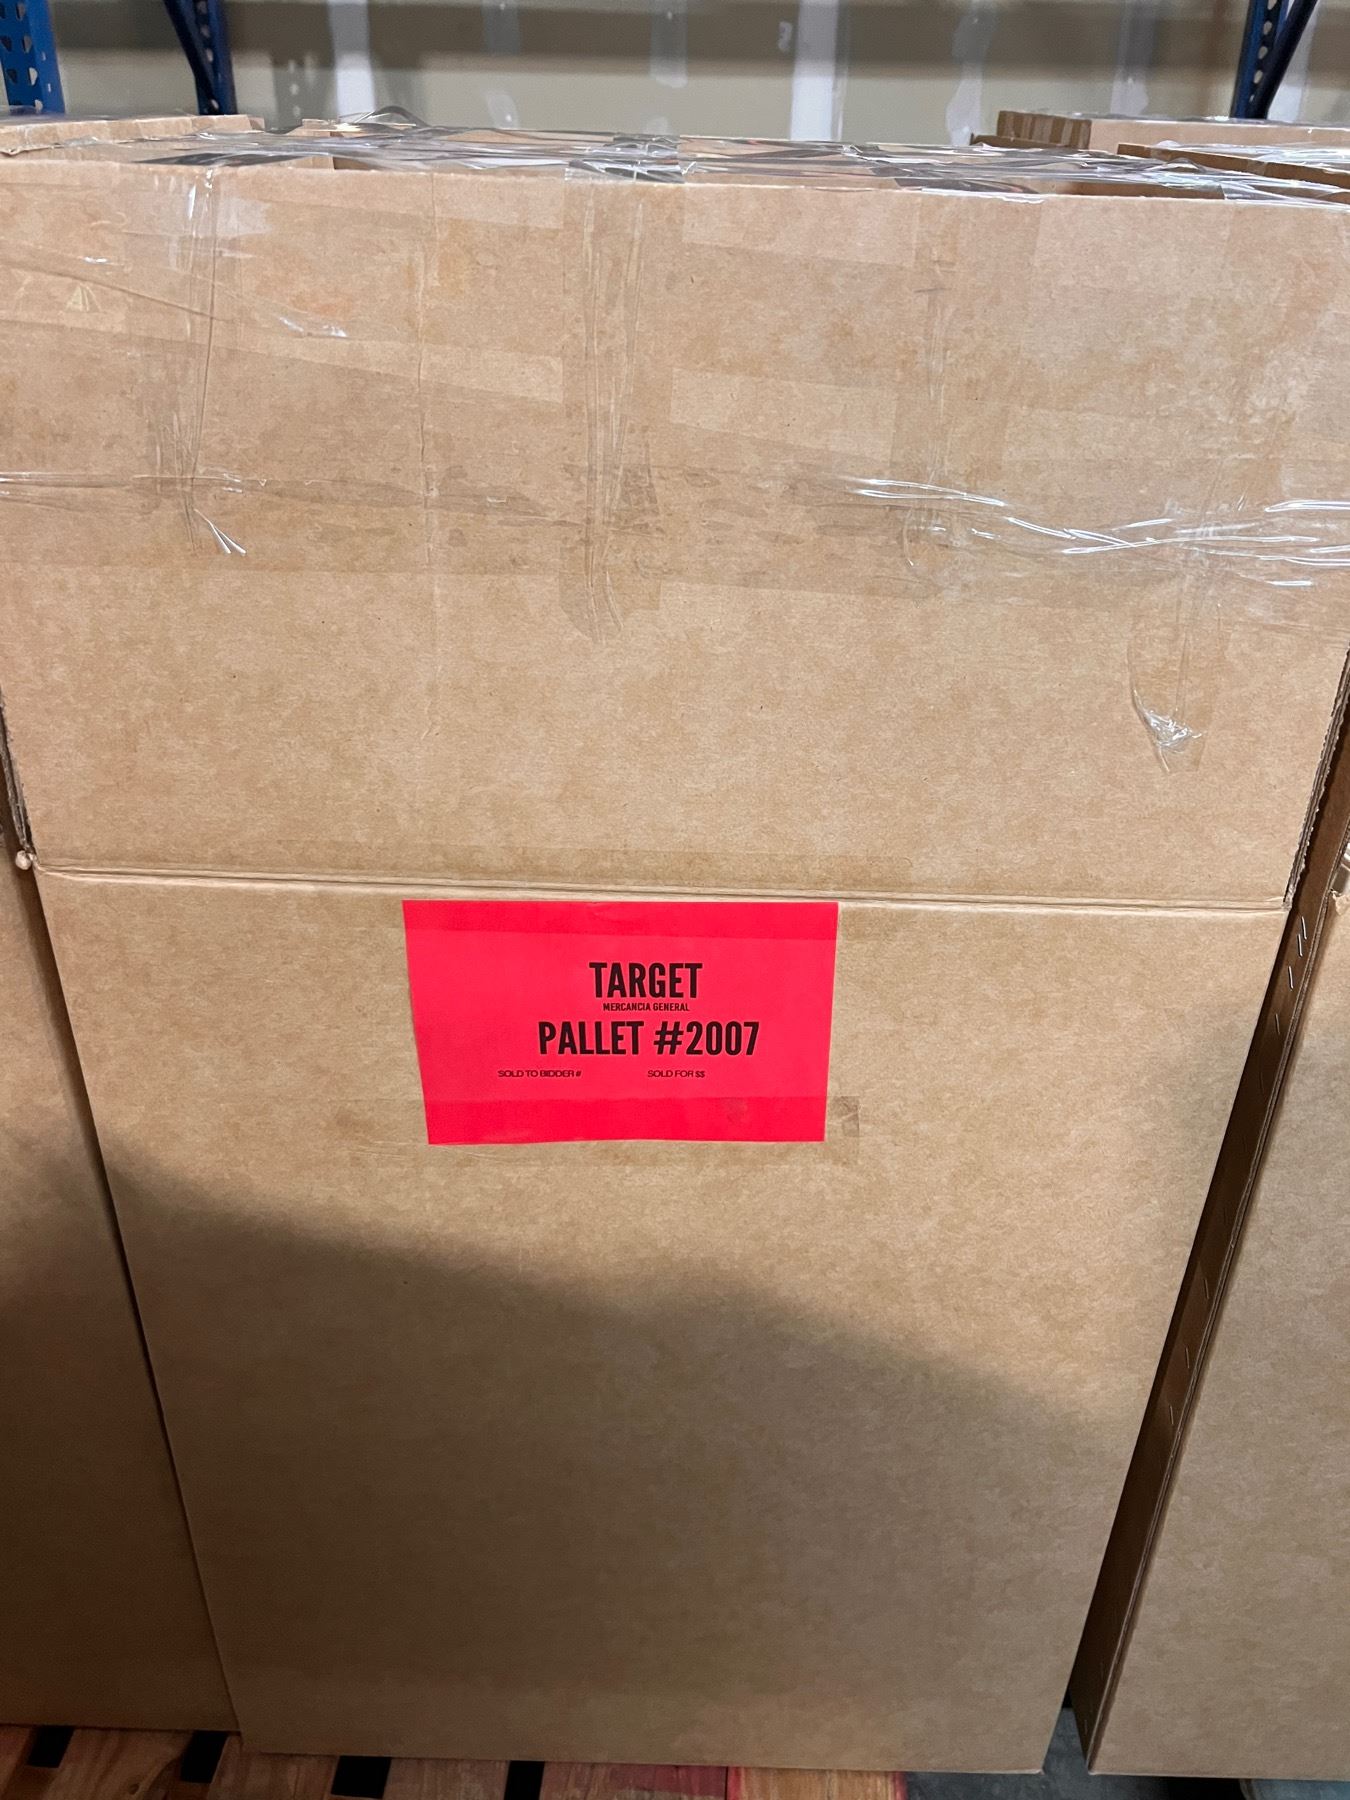 TARGET
MERCANCIA GENERAL
PALLET #2007
SOLD TO BIDDER # SOLD FOR $$